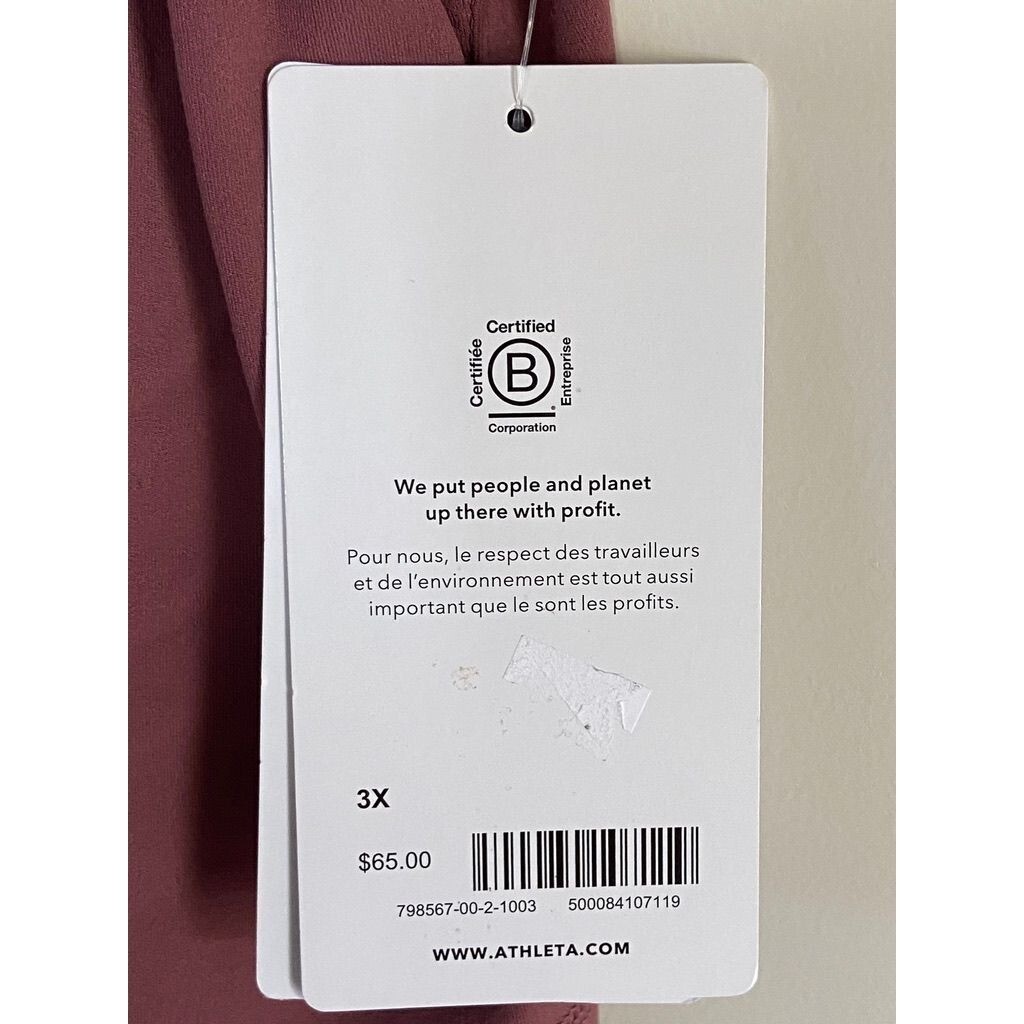 Certified
Certifiée
B
Entreprise
Corporation
We put people and planet
up there with profit.
Pour nous, le respect des travailleurs
et de l'environnement est tout aussi
important que le sont les profits.
3X
$65.00
798567-00-2-1003 500084107119
WWW.ATHLETA.COM